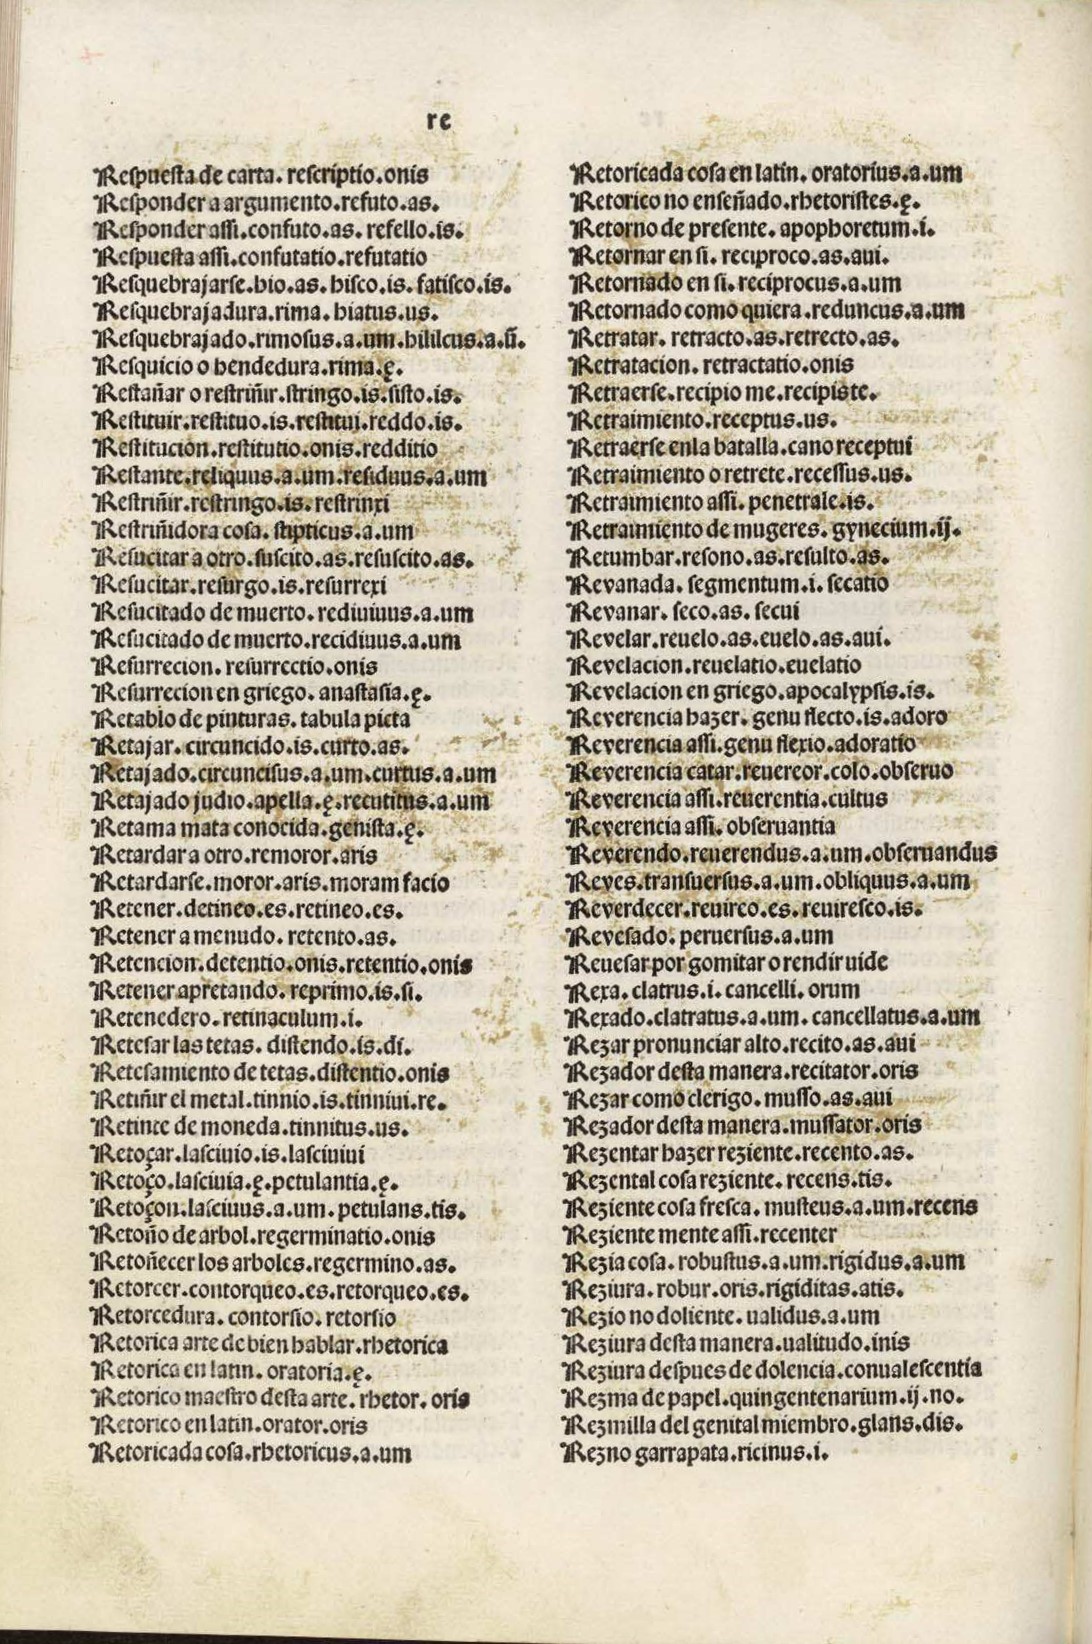 re
Respuesta de carta. rescriptio.onis
Responder a argumento.refuto.as.
Responder assi.confuto.as. refello.is.
Respuesta assi.confutatio.refutatio
Resquebrajarse.hio.as. hisco.is. fatisco.is.
Resquebrajadura.rima.hiatus.us.
Resquebrajado.rimosus.a.um.hiulcus.a.ũ.
Resquicio o hendedura.rima.ę.
Restañar o restriñir.stringo.is.sisto.is.
Restituir.restituo.is.restitui.reddo.is.
Restitucion.restitutio.onis.redditio
Restante.reliquus.a.um.residuus.a.um
Restriñir.restringo.is.restrinxi
Restriñidora cosa. stipticus.a.um
Resucitar a otro.suscito.as.resuscito.as.
Resucitar.resurgo.is.resurrexi
Resucitado de muerto. rediuiuus.a.um
Resucitado de muerto.recidiuus.a.um
Resurrecion. resurrectio.onis
Resurrecion en griego. anastasia.ę.
Retablo de pinturas. tabula picta
Retajar. circuncido.is.curto.as.
Retajado.circuncisus.a.um.curtus.a.um
Retajado judio.apella.ę.recutitus.a.um
Retama mata conocida.genista.ę.
Retardar a otro.remoror.aris
Retardarse.moror.aris.moram facio
Retener.detineo.es.retineo.es.
Retener a menudo. retento.as.
Retencion.detentio.onis.retentio.onis
Retener apretando. reprimo.is.si.
Retenedero.retinaculum.i.
Retesar las tetas. distendo.is.di.
Retesamiento de tetas.distentio.onis
Retiñir el metal.tinnio.is.tinniui.re.
Retinte de moneda.tinnitus.us.
Retoçar.lasciuio.is.lasciuiui
Retoço.lasciuia.ę.petulantia.ę.
Retoçon.lasciuus.a.um. petulans.tis.
Retoño de arbol.regerminatio.onis
Retoñecer los arboles.regermino.as.
Retorcer.contorqueo.es.retorqueo.es.
Retorcedura. contorsio.retorsio
Retorica arte de bien hablar.rhetorica
Retorica en latin. oratoria.ę.
Retorico maestro desta arte. rhetor. oris
Retorico en latin.orator.oris
Retoricada cosa.rhetoricus.a.um
Retoricada cosa en latin. oratorius.a.um
Retorico no enseñado.rhetoristes.ę.
Retorno de presente. apophoretum.i.
Retornar en si. reciproco.as.aui.
Retornado en si.reciprocus.a.um
Retornado como quiera.reduncus.a.um
Retratar. retracto.as.retrecto.as.
Retratacion. retractatio.onis
Retraerse.recipio me.recipiste.
Retraimiento.receptus.us.
Retraerse enla batalla.cano receptui
Retraimiento o retrete.recessus.us.
Retraimiento assi. penetrale.is.
Retraimiento de mugeres. gynecium.ij.
Retumbar.resono.as.resulto.as.
Revanada. segmentum.i. secatio
Revanar. seco.as. secui
Revelar.reuelo.as.euelo.as.aui.
Revelacion.reuelatio.euelatio
Revelacion en griego.apocalypsis.is.
Reverencia hazer. genu flecto.is.adoro
Reverencia assi.genu flexio.adoratio
Reverencia catar.reuereor.colo.obseruo
Reverencia assi.reuerentia.cultus
Reverencia assi. obseruantia
Reverendo.reuerendus.a.um.obseruandus
Reves.transuersus.a.um.obliquus.a.um
Reverdecer.reuireo.es.reuiresco.is.
Revesado. peruersus.a.um
Reuesar por gomitar o rendir uide
Rexa. clatrus.i. cancelli. orum
Rexado.clatratus.a.um. cancellatus.a.um
Rezar pronunciar alto.recito.as.aui
Rezador desta manera.recitator.oris
Rezar como clerigo. musso.as.aui
Rezador desta manera.mussator.oris
Rezentar hazer reziente.recento.as.
Rezental cosa reziente. recens.tis.
Reziente cosa fresca. musteus.a.um.recens
Reziente mente assi.recenter
Rezia cosa. robustus.a.um.rigidus.a.um
Reziura. robur.oris.rigiditas.atis.
Rezio no doliente. ualidus.a.um
Reziura desta manera.ualitudo.inis
Reziura despues de dolencia.conualescentia
Rezma de papel.quingentenarium.ij.no.
Rezmilla del genital miembro.glans.dis.
Rezno garrapata.ricinus.i.